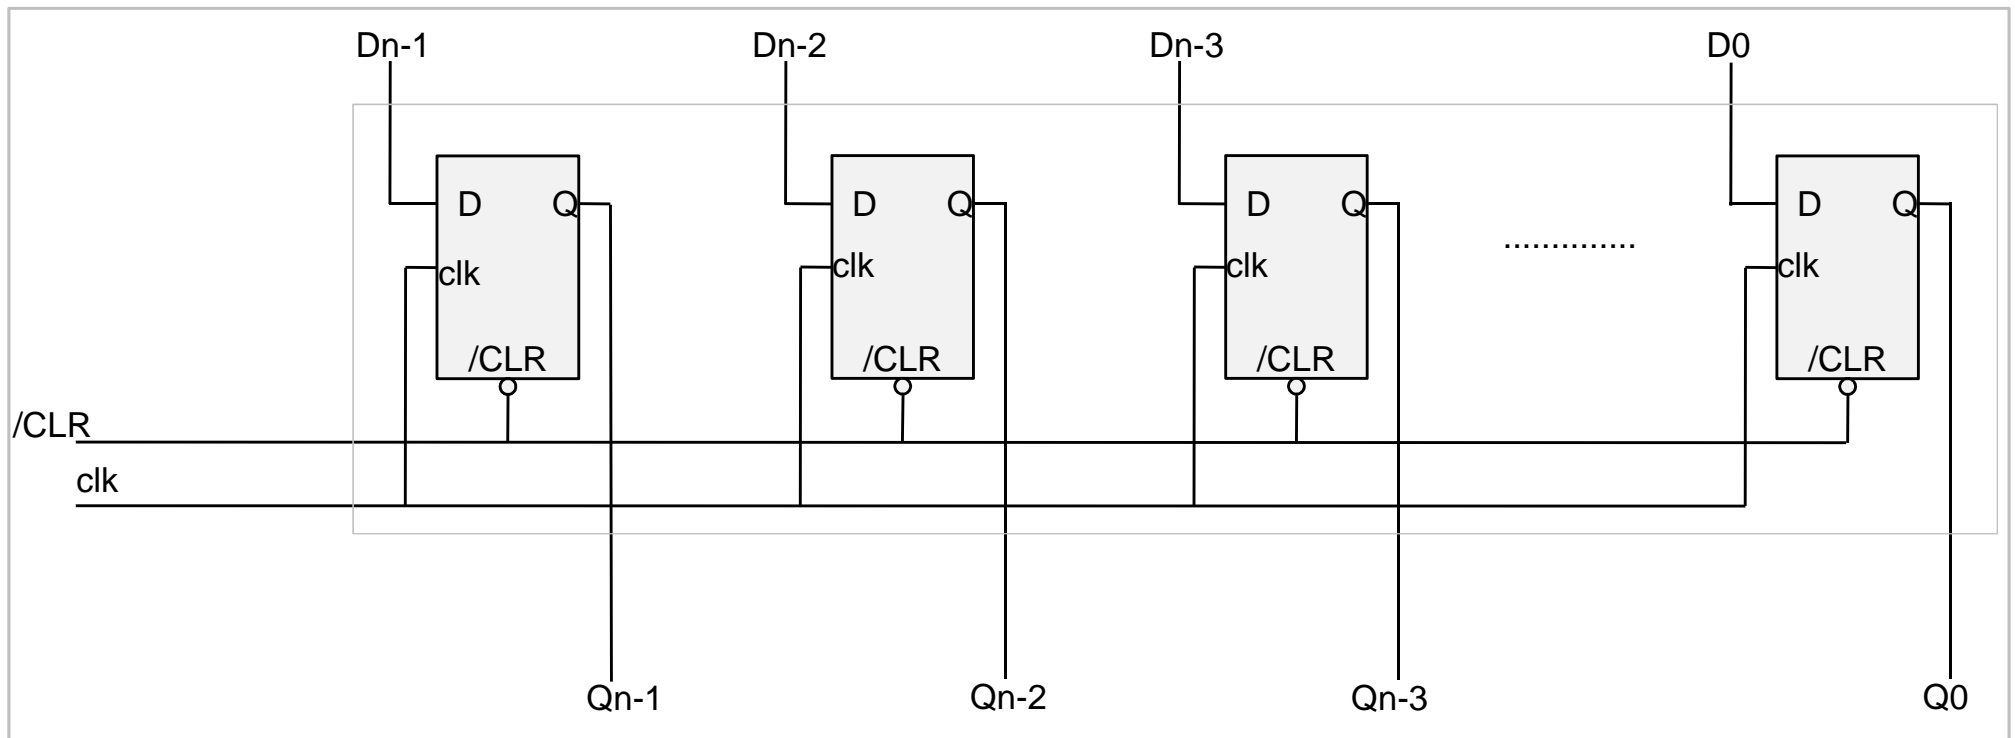 Dn-1 Dn-2 Dn-3 D0
D Q D Q D Q D Q
..............
clk clk clk clk
/CLR /CLR /CLR /CLR
/CLR
clk
Qn-1 Qn-2 Qn-3 Q0